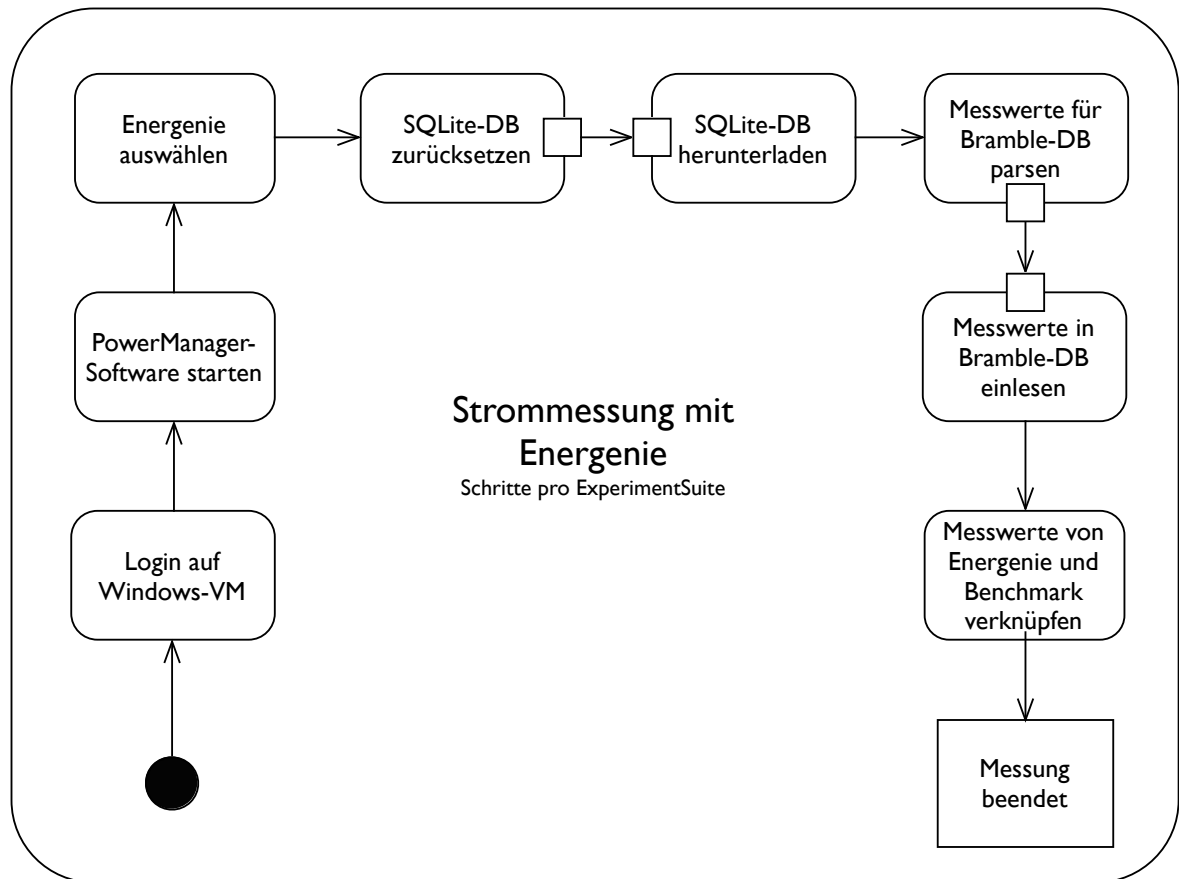 Energenie
auswählen
SQLite-DB
zurücksetzen
SQLite-DB
herunterladen
Messwerte für
Bramble-DB
parsen
PowerManager-
Software starten
Messwerte in
Bramble-DB
einlesen
Strommessung mit
Energenie
Schritte pro ExperimentSuite
Login auf
Windows-VM
Messwerte von
Energenie und
Benchmark
verknüpfen
Messung
beendet